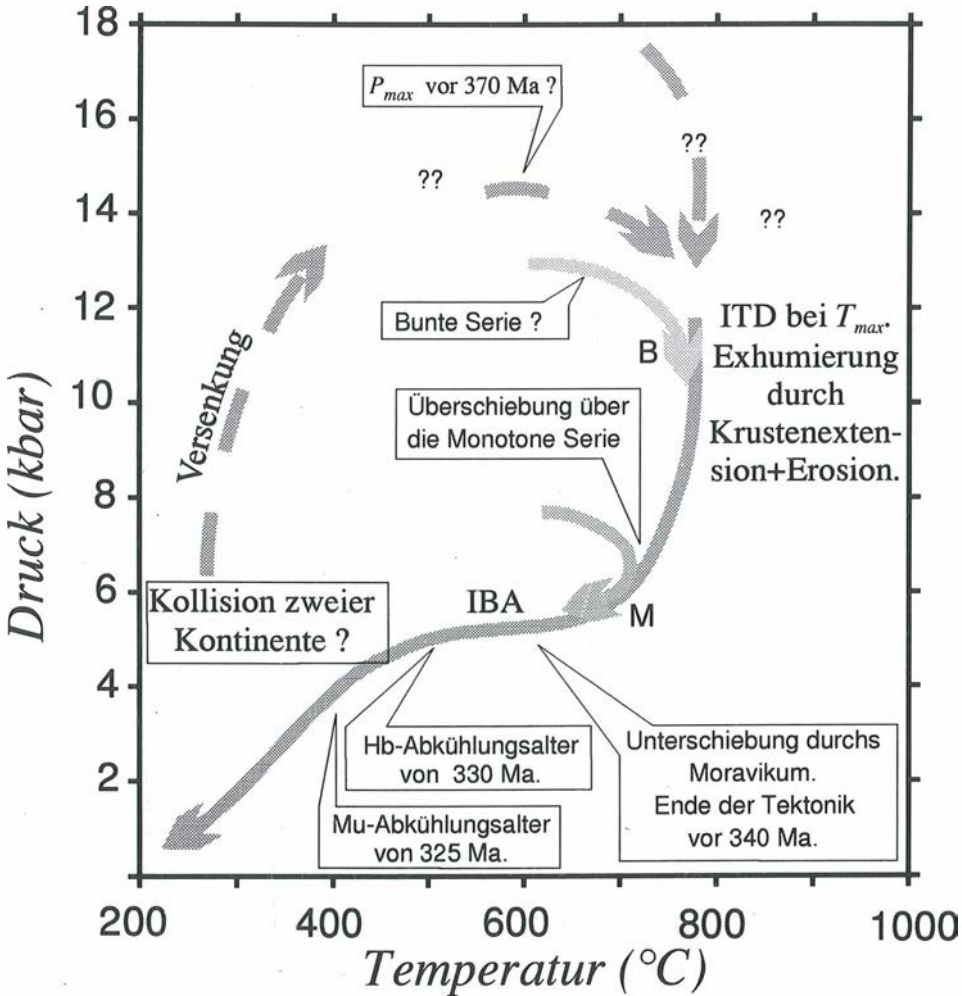 18
16
14
12
10
8
6
4
2
Druck (kbar)
P_max vor 370 Ma ?
??
??
??
Versenkung
Bunte Serie ?
B
ITD bei T_max.
Exhumierung
durch
Krustenexten-
sion+Erosion.
Überschiebung über
die Monotone Serie
Kollision zweier
Kontinente ?
IBA
M
Hb-Abkühlungsalter
von 330 Ma.
Mu-Abkühlungsalter
von 325 Ma.
Unterschiebung durchs
Moravikum.
Ende der Tektonik
vor 340 Ma.
200
400
600
800
1000
Temperatur (°C)